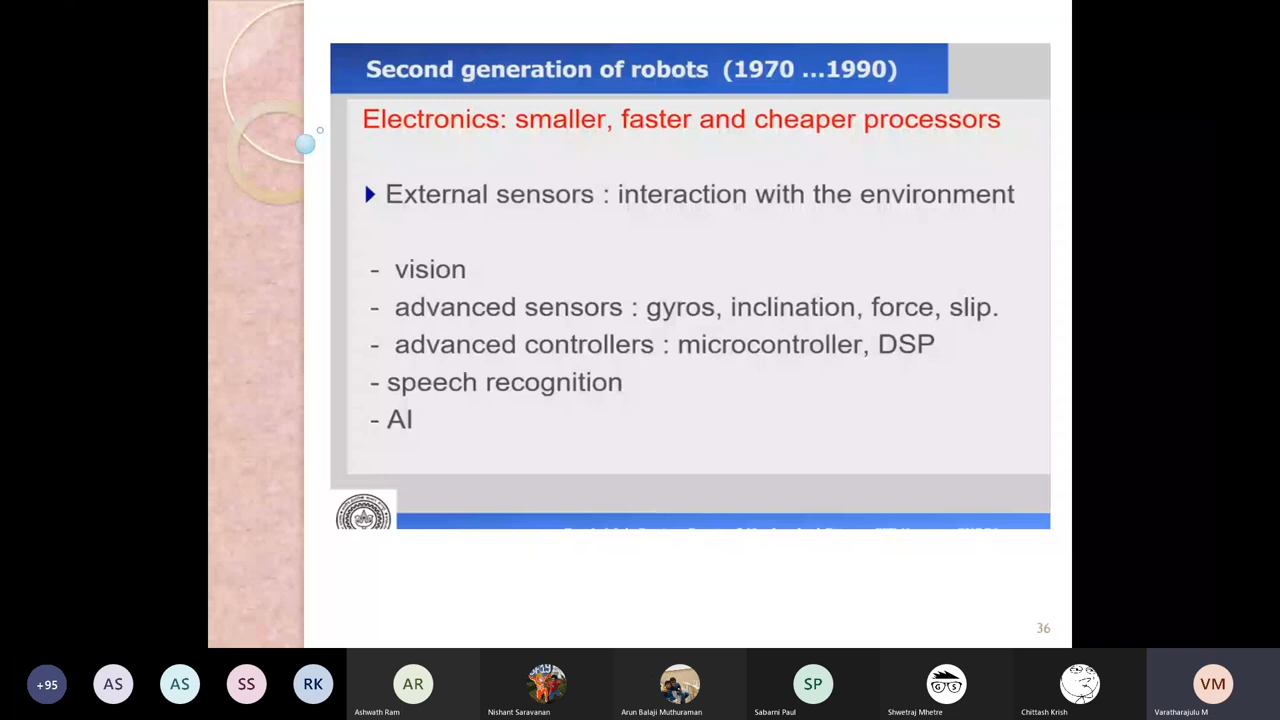 Second generation of robots (1970 ...1990)
Electronics: smaller, faster and cheaper processors
External sensors : interaction with the environment
- vision
- advanced sensors : gyros, inclination, force, slip.
- advanced controllers : microcontroller, DSP
- speech recognition
- AI
36
+95 AS AS SS RK AR SP GS VM
Ashwath Ram Nishant Saravanan Arun Balaji Muthuraman Sabarni Paul Shwetraj Mhetre Chittash Krish Varatharajulu M